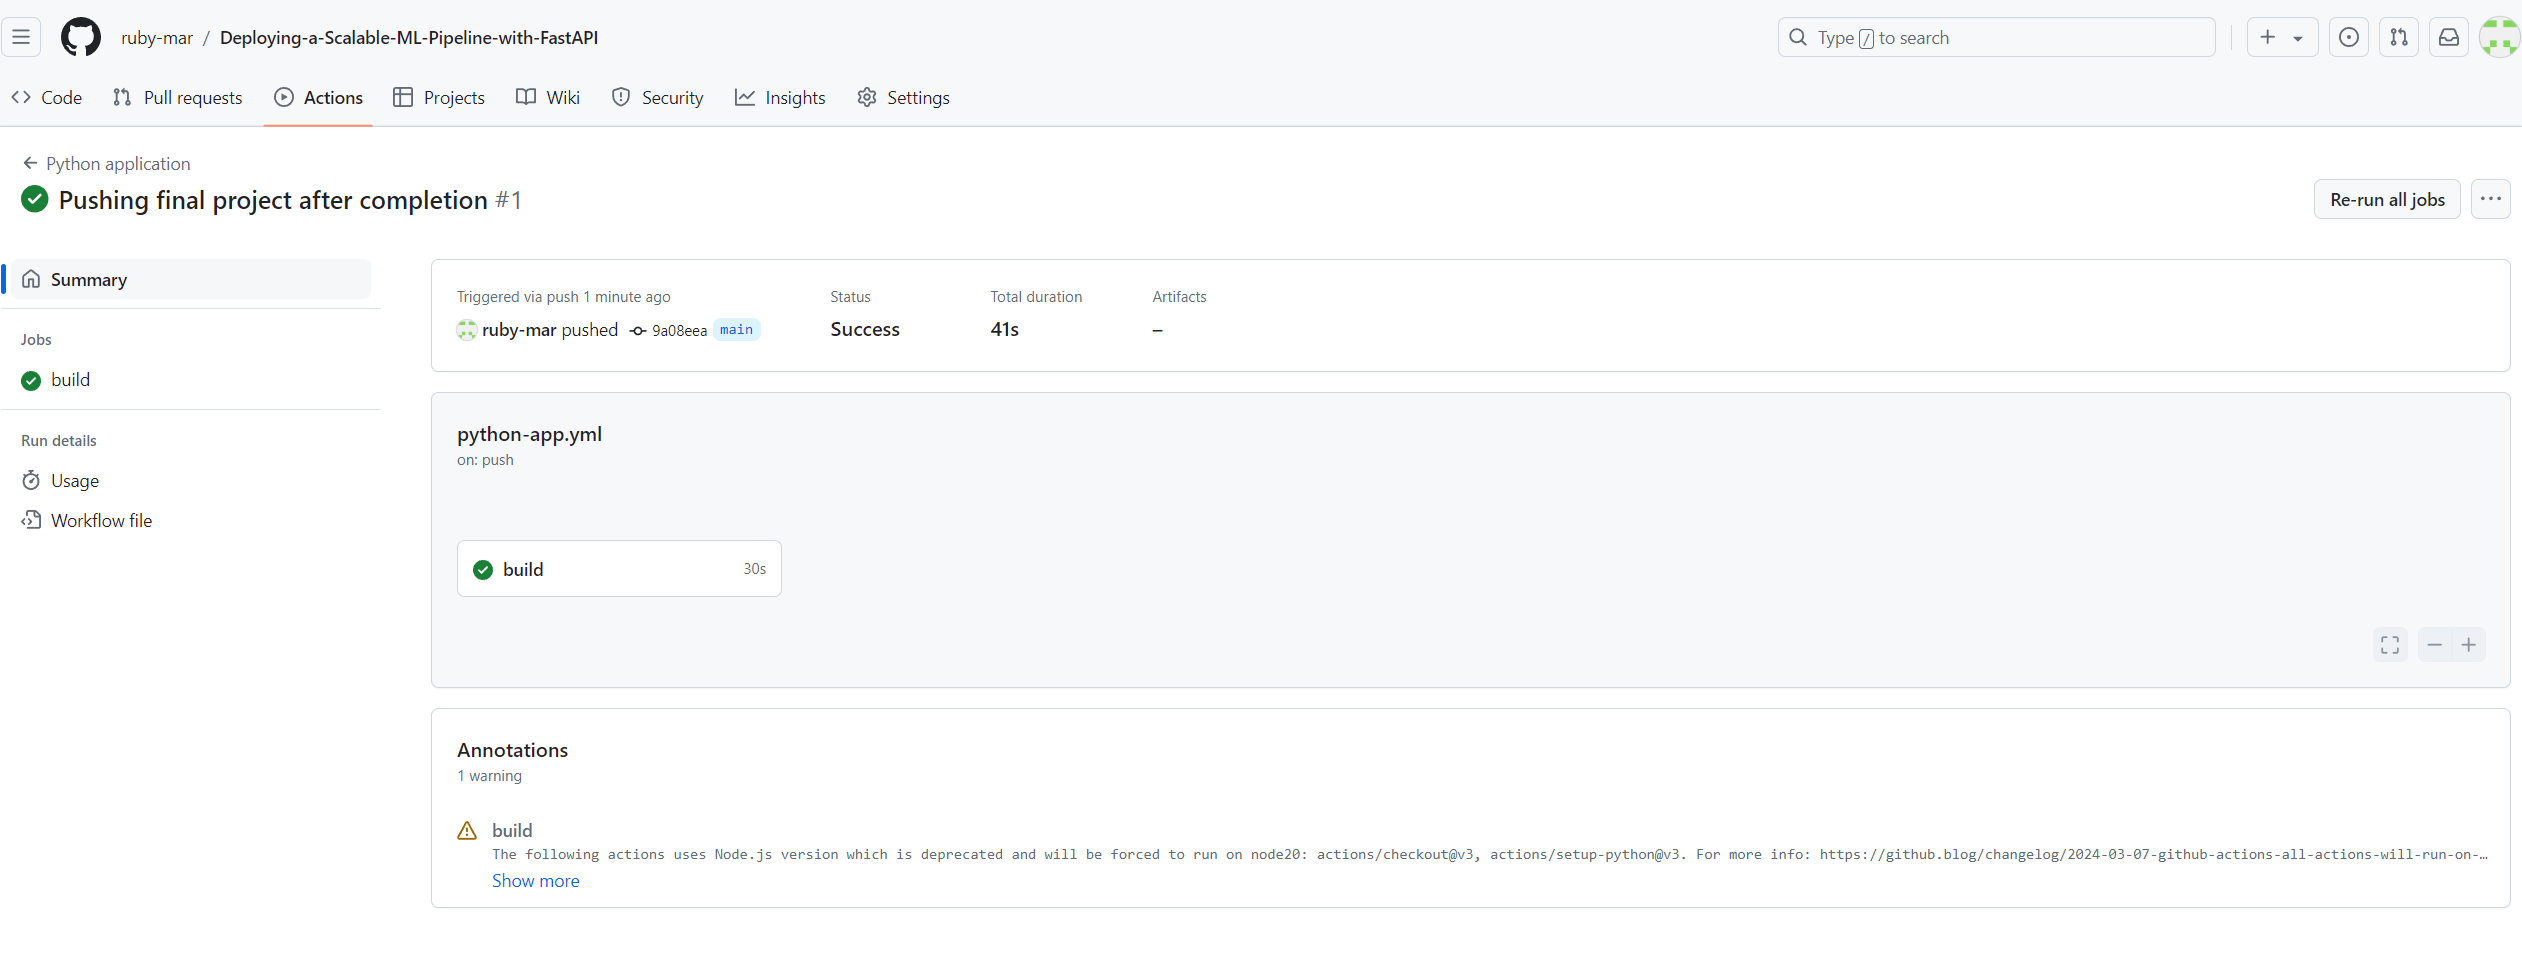 ruby-mar / Deploying-a-Scalable-ML-Pipeline-with-FastAPI
Type / to search
Code Pull requests Actions Projects Wiki Security Insights Settings
Python application
Pushing final project after completion #1
Re-run all jobs
Summary
Jobs
build
Run details
Usage
Workflow file
Triggered via push 1 minute ago Status Total duration Artifacts
ruby-mar pushed 9a08eea main Success 41s –
python-app.yml
on: push
build 30s
Annotations
1 warning
build
The following actions uses Node.js version which is deprecated and will be forced to run on node20: actions/checkout@v3, actions/setup-python@v3. For more info: https://github.blog/changelog/2024-03-07-github-actions-all-actions-will-run-on-…
Show more